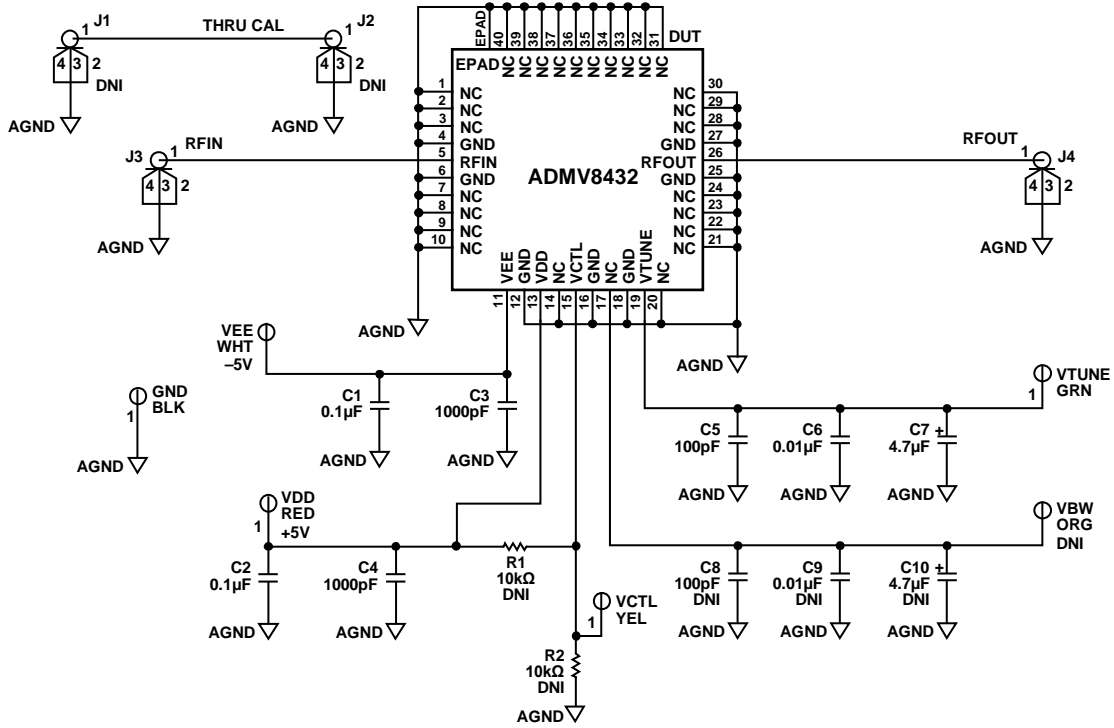 J1
1
THRU CAL
1
J2
4 3 2
DNI
AGND
4 3 2
DNI
AGND
J3
1
RFIN
4 3 2
AGND
EPAD
40
39
38
37
36
35
34
33
32
31
DUT
EPAD
NC
NC
NC
NC
NC
NC
NC
NC
NC
NC
1 NC
2 NC
3 NC
4 GND
5 RFIN
6 GND
7 NC
8 NC
9 NC
10 NC
ADMV8432
NC 30
NC 29
NC 28
GND 27
RFOUT 26
GND 25
NC 24
NC 23
NC 22
NC 21
RFOUT
1
J4
4 3 2
AGND
VEE
GND
VDD
NC
VCTL
GND
NC
GND
VTUNE
NC
11
12
13
14
15
16
17
18
19
20
AGND
AGND
VEE
WHT
–5V
C1
0.1µF
AGND
C3
1000pF
AGND
GND
BLK
1
AGND
VTUNE
GRN
1
C5
100pF
AGND
C6
0.01µF
AGND
C7
4.7µF
+
AGND
VDD
RED
+5V
1
C2
0.1µF
AGND
C4
1000pF
AGND
R1
10kΩ
DNI
VCTL
YEL
1
R2
10kΩ
DNI
AGND
VBW
ORG
DNI
1
C8
100pF
DNI
AGND
C9
0.01µF
DNI
AGND
C10
4.7µF
DNI
+
AGND